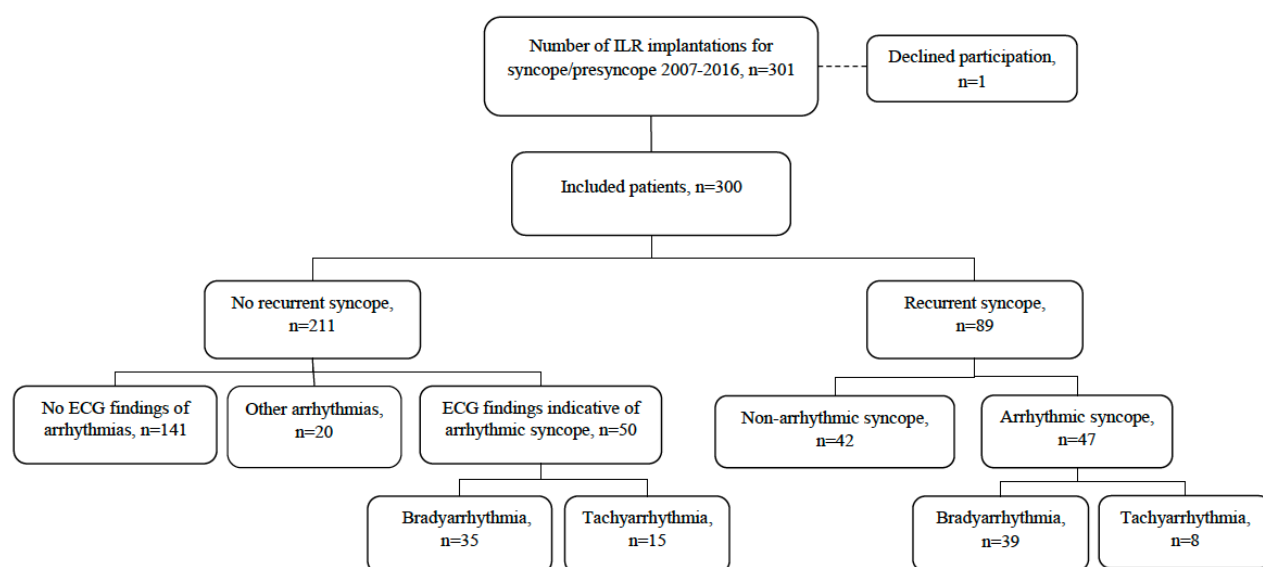 Number of ILR implantations for
syncope/presyncope 2007-2016, n=301
Declined participation,
n=1
Included patients, n=300
No recurrent syncope,
n=211
Recurrent syncope,
n=89
No ECG findings of
arrhythmias, n=141
Other arrhythmias,
n=20
ECG findings indicative of
arrhythmic syncope, n=50
Non-arrhythmic syncope,
n=42
Arrhythmic syncope,
n=47
Bradyarrhythmia,
n=35
Tachyarrhythmia,
n=15
Bradyarrhythmia,
n=39
Tachyarrhythmia,
n=8